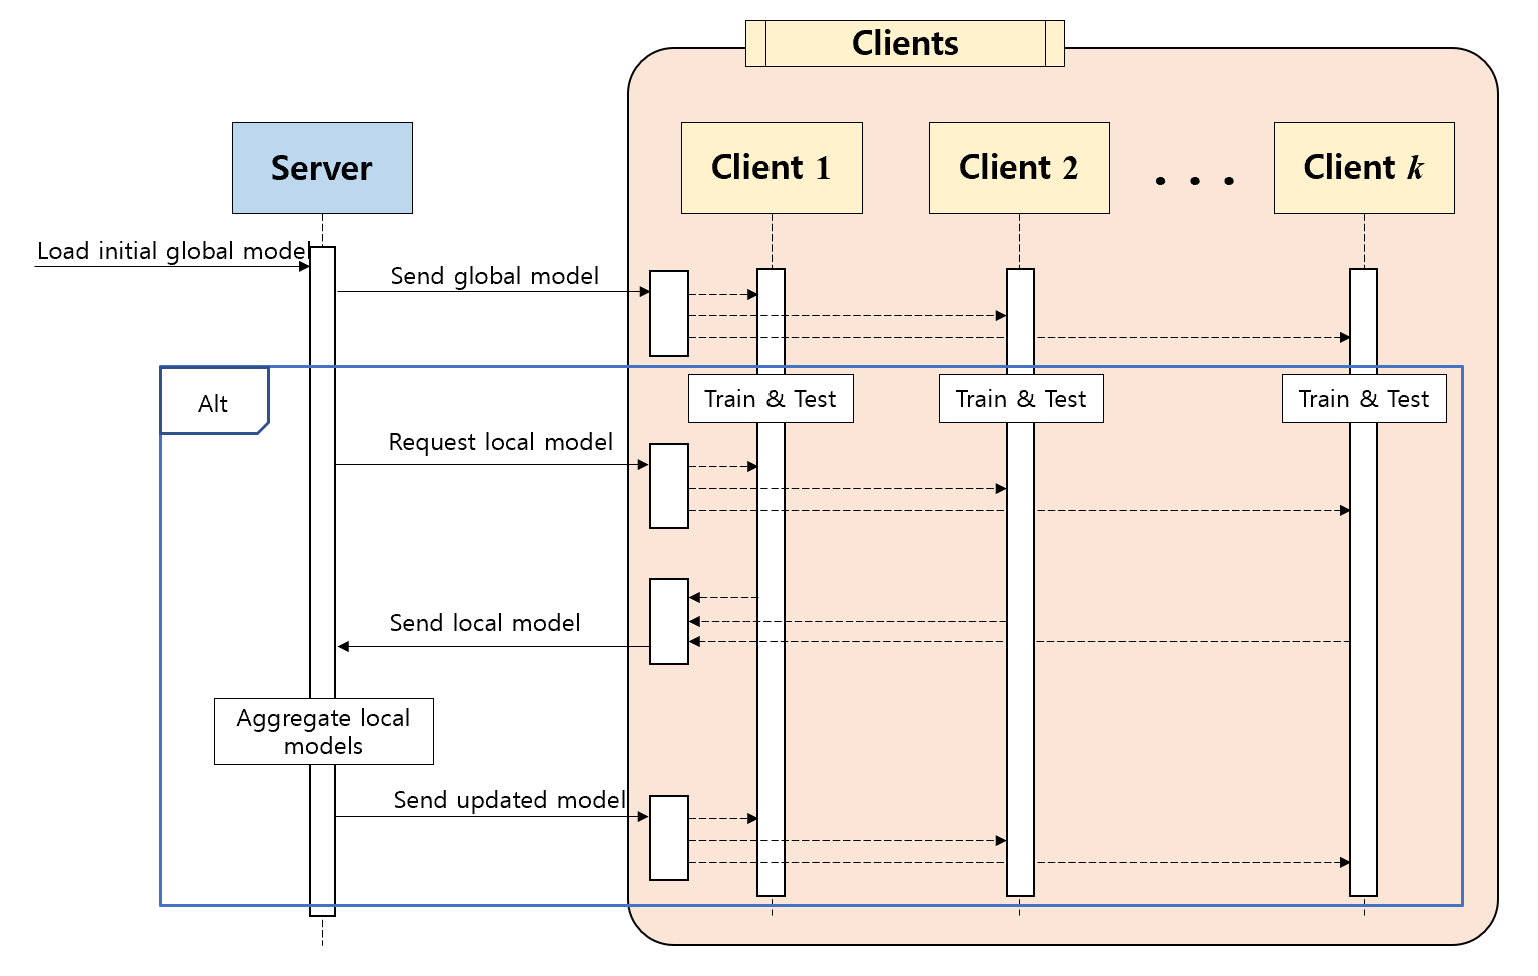 Clients
Server
Client 1
Client 2
. . .
Client k
Load initial global model
Send global model
Alt
Train & Test
Train & Test
Train & Test
Request local model
Send local model
Aggregate local
models
Send updated model